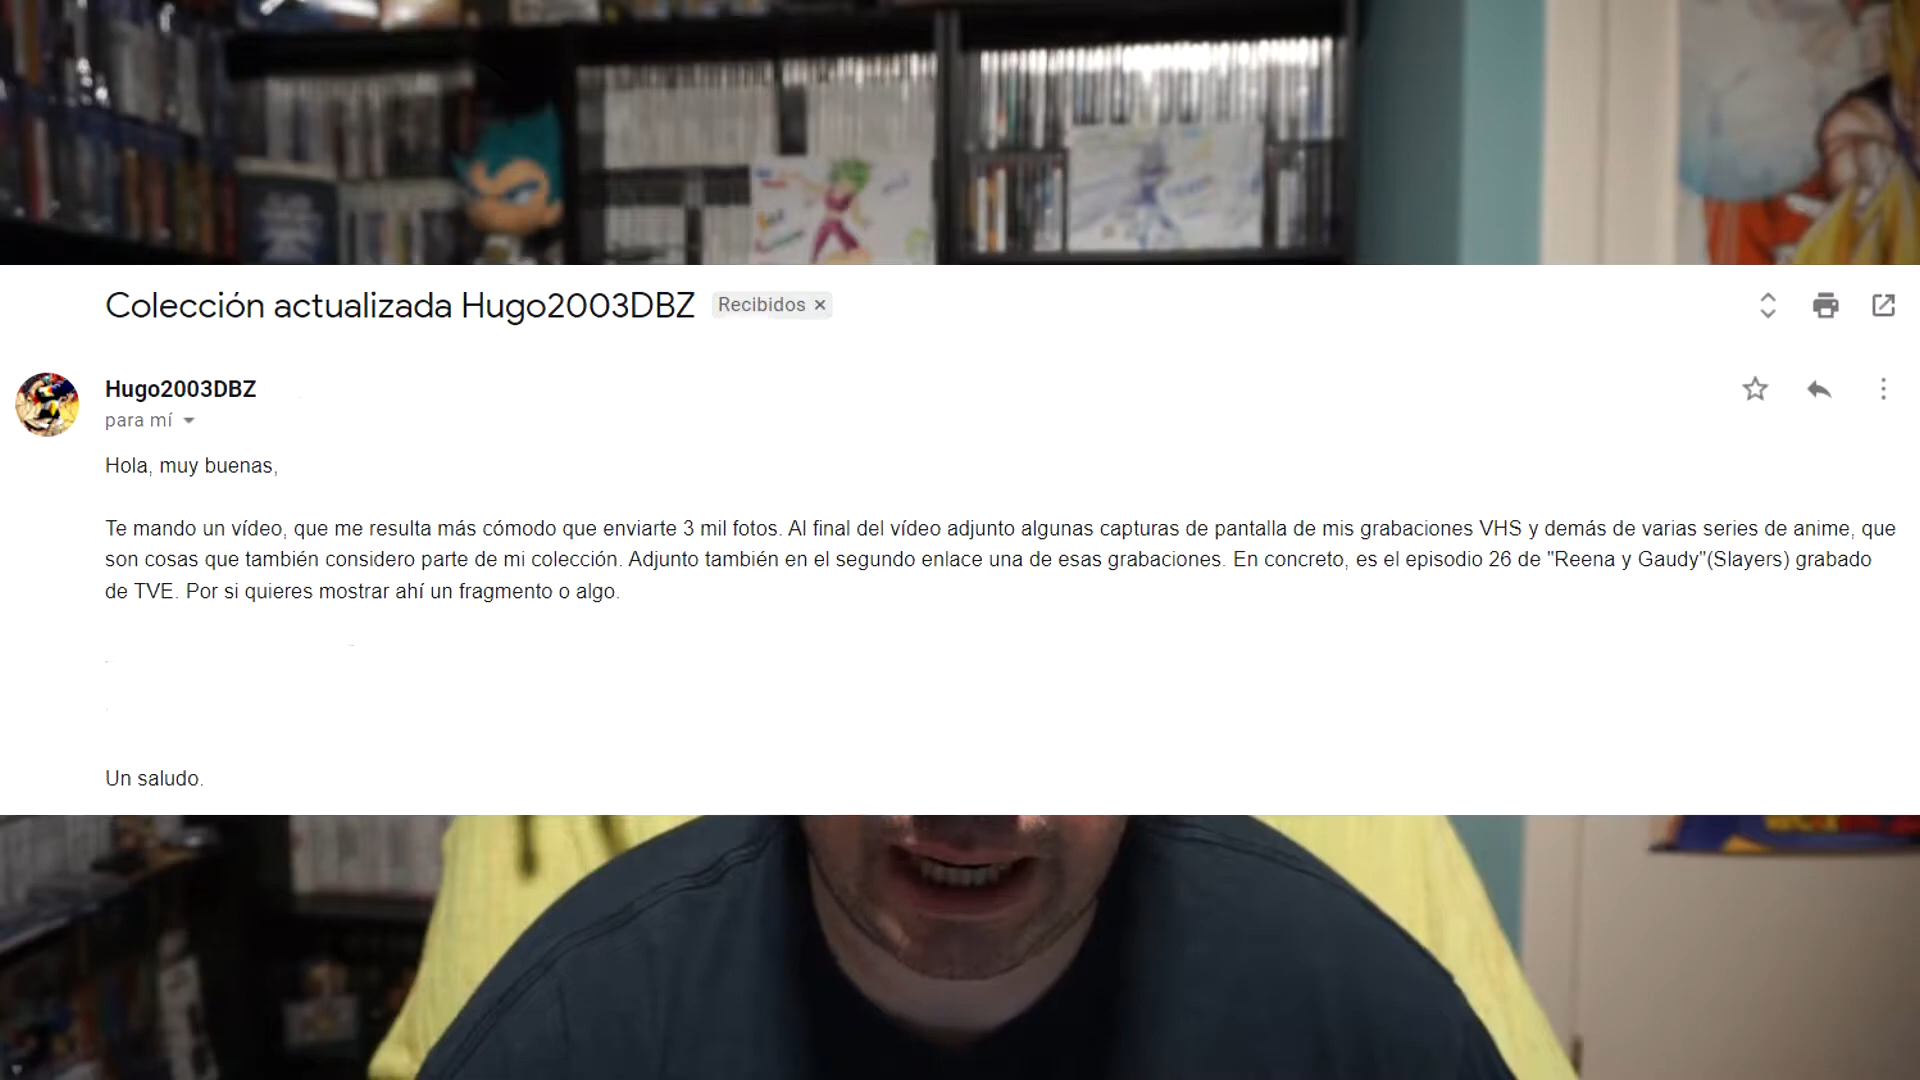 Colección actualizada Hugo2003DBZ Recibidos ×
Hugo2003DBZ
para mí
Hola, muy buenas,
Te mando un vídeo, que me resulta más cómodo que enviarte 3 mil fotos. Al final del vídeo adjunto algunas capturas de pantalla de mis grabaciones VHS y demás de varias series de anime, que
son cosas que también considero parte de mi colección. Adjunto también en el segundo enlace una de esas grabaciones. En concreto, es el episodio 26 de "Reena y Gaudy"(Slayers) grabado
de TVE. Por si quieres mostrar ahí un fragmento o algo.
Un saludo.